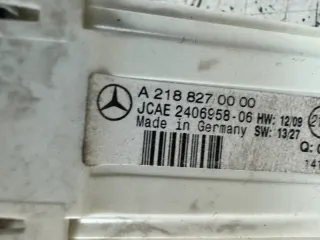 A 218 827 00 00
JCAE 2406958-06 HW: 12/09
Made in Germany SW: 13/27
Q: